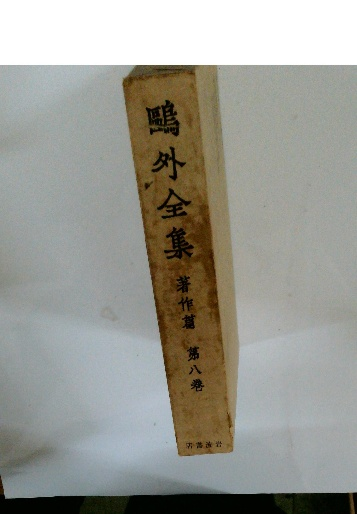 鷗外全集
著作篇 第八巻
岩波書店